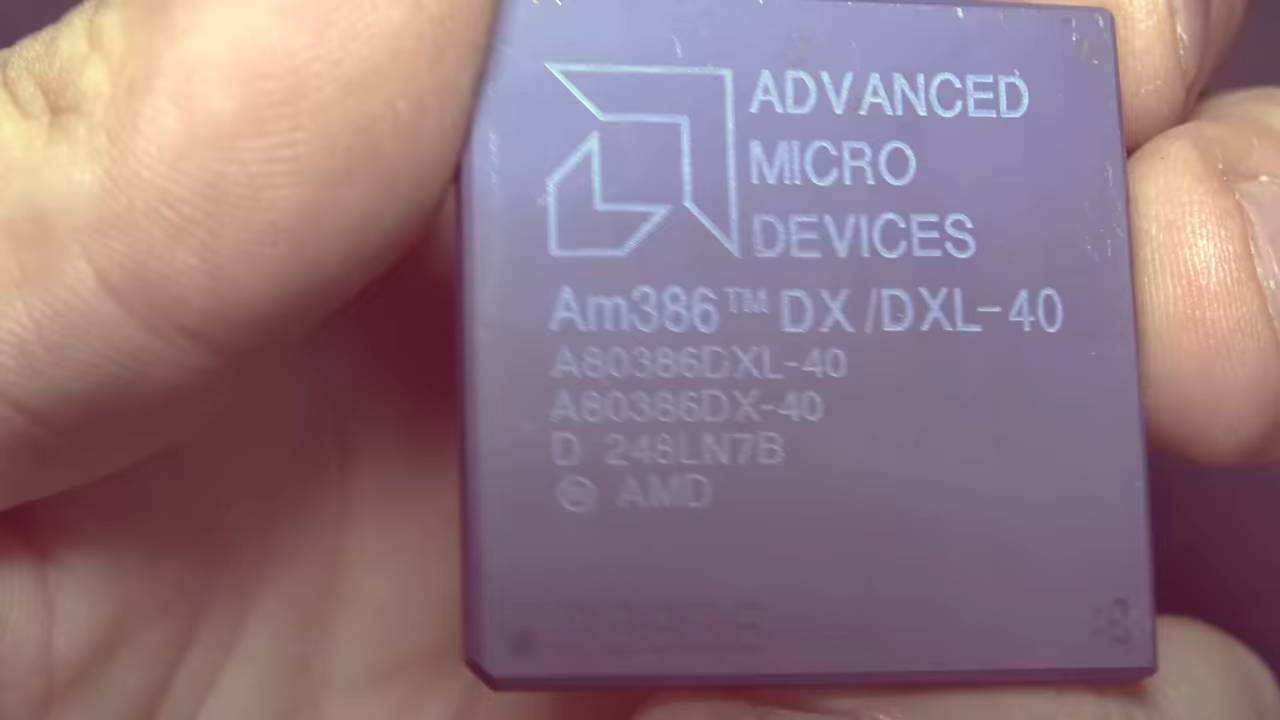 ADVANCED
MICRO
DEVICES
Am386™ DX/DXL-40
A80386DXL-40
A80386DX-40
D 248LN7B
© AMD